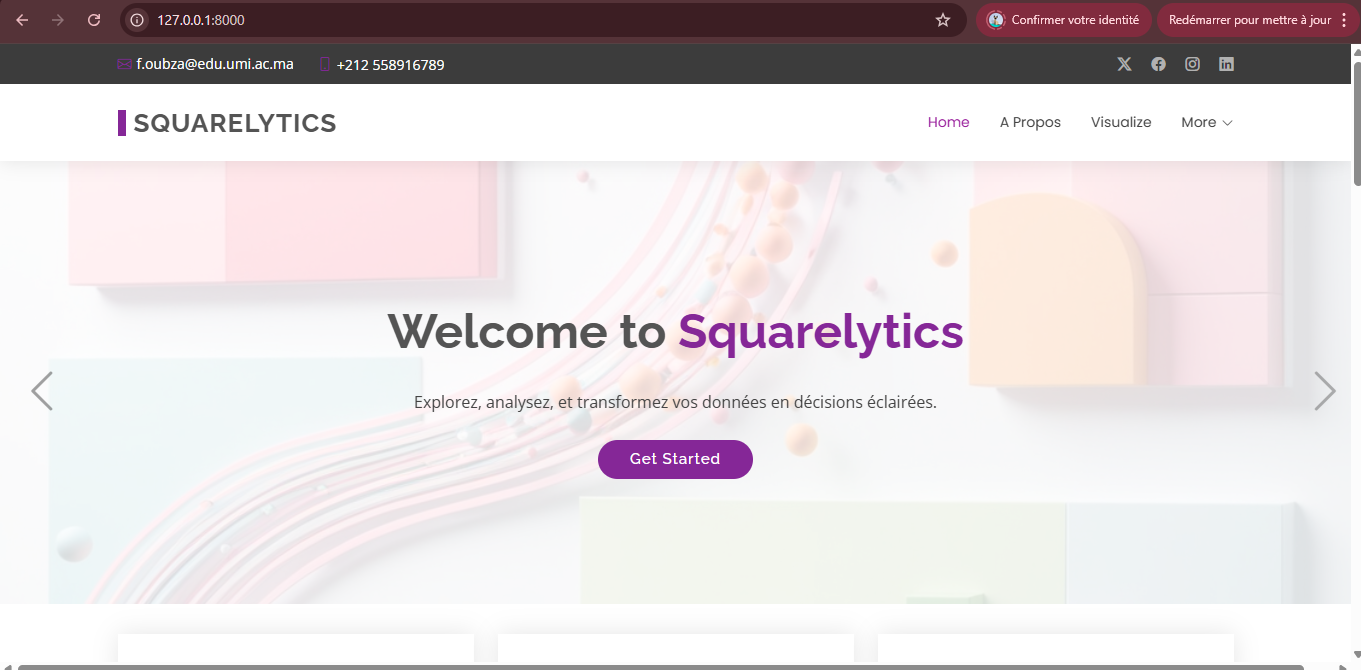 127.0.0.1:8000
Confirmer votre identité
Redémarrer pour mettre à jour
f.oubza@edu.umi.ac.ma +212 558916789
SQUARELYTICS
Home A Propos Visualize More
Welcome to Squarelytics
Explorez, analysez, et transformez vos données en décisions éclairées.
Get Started